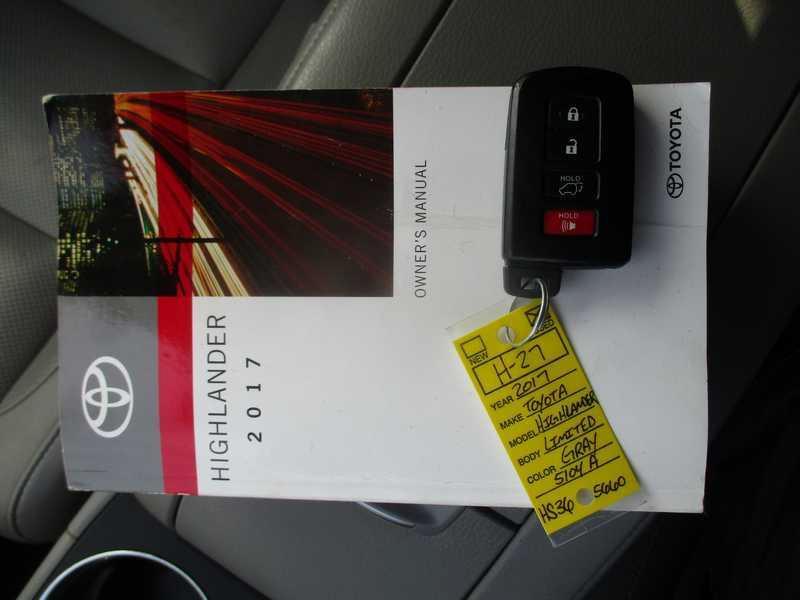 HIGHLANDER
2017
OWNER'S MANUAL
TOYOTA
HOLD
HOLD
NEW
H-27
YEAR 2017
MAKE TOYOTA
MODEL HIGHLANDER
BODY LIMITED
COLOR GRAY
5104 A
HS36 5660